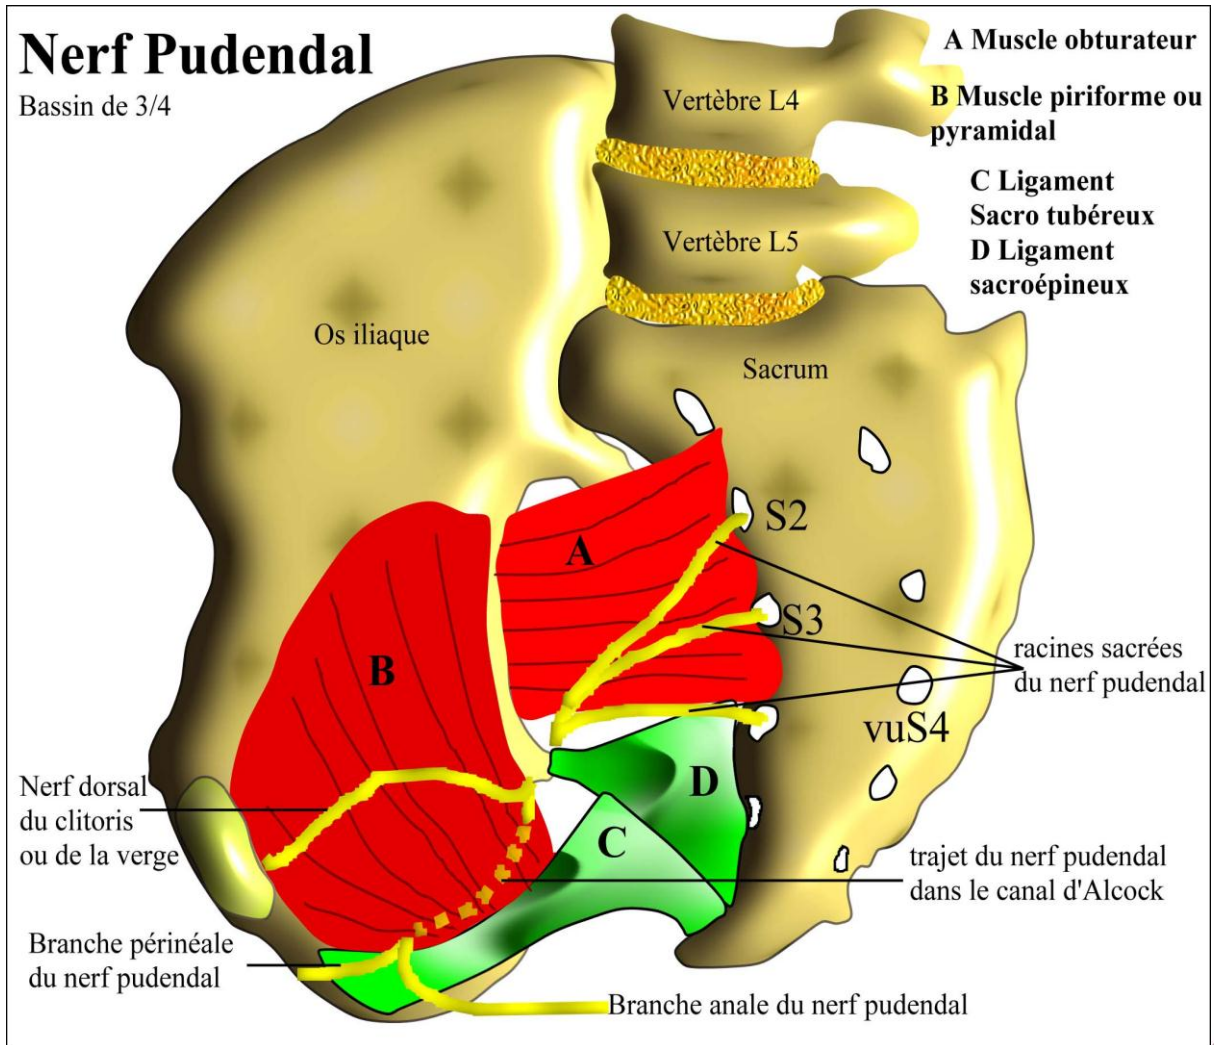 Nerf Pudendal
Bassin de 3/4
A Muscle obturateur
B Muscle piriforme ou
pyramidal
C Ligament
Sacro tubéreux
D Ligament
sacroépineux
Vertèbre L4
Vertèbre L5
Os iliaque
Sacrum
S2
A
S3
B
racines sacrées
du nerf pudendal
vuS4
D
Nerf dorsal
du clitoris
ou de la verge
C
trajet du nerf pudendal
dans le canal d'Alcock
Branche périnéale
du nerf pudendal
Branche anale du nerf pudendal